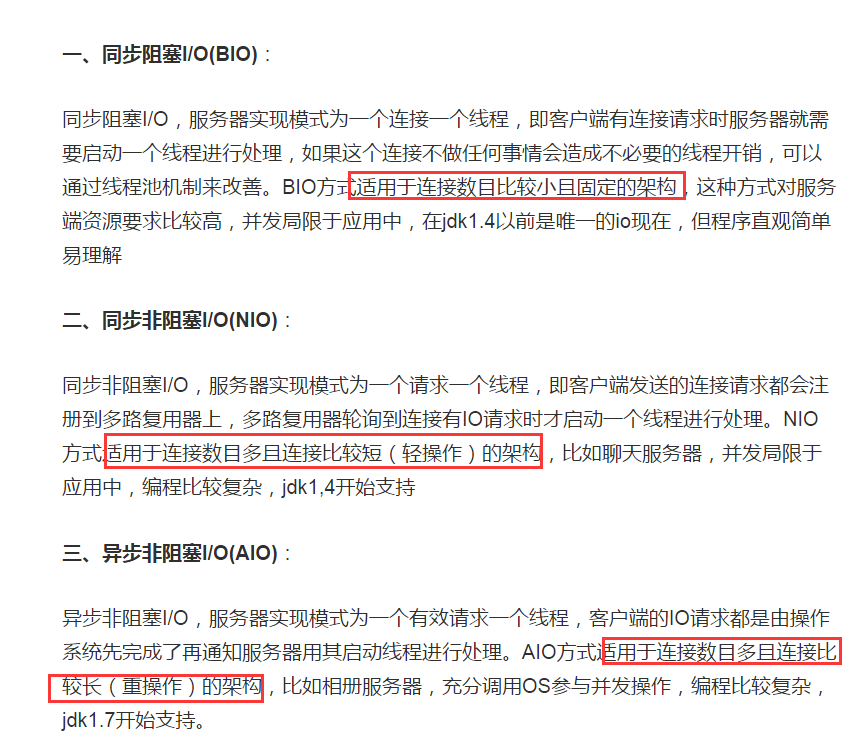 一、同步阻塞I/O(BIO)：
同步阻塞I/O，服务器实现模式为一个连接一个线程，即客户端有连接请求时服务器就需
要启动一个线程进行处理，如果这个连接不做任何事情会造成不必要的线程开销，可以
通过线程池机制来改善。BIO方式适用于连接数目比较小且固定的架构，这种方式对服务
端资源要求比较高，并发局限于应用中，在jdk1.4以前是唯一的io现在，但程序直观简单
易理解
二、同步非阻塞I/O(NIO)：
同步非阻塞I/O，服务器实现模式为一个请求一个线程，即客户端发送的连接请求都会注
册到多路复用器上，多路复用器轮询到连接有IO请求时才启动一个线程进行处理。NIO
方式适用于连接数目多且连接比较短（轻操作）的架构，比如聊天服务器，并发局限于
应用中，编程比较复杂，jdk1,4开始支持
三、异步非阻塞I/O(AIO)：
异步非阻塞I/O，服务器实现模式为一个有效请求一个线程，客户端的IO请求都是由操作
系统先完成了再通知服务器用其启动线程进行处理。AIO方式适用于连接数目多且连接比
较长（重操作）的架构，比如相册服务器，充分调用OS参与并发操作，编程比较复杂，
jdk1.7开始支持。